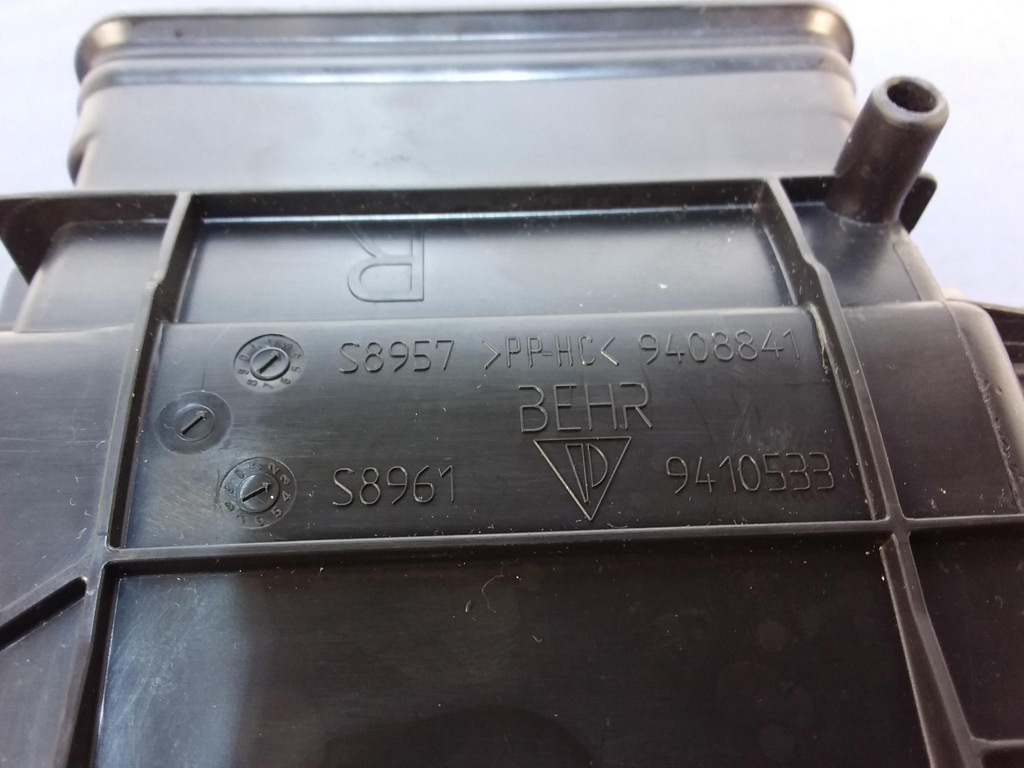 R
S8957 >PP-HC< 9408841
BEHR
S8961 9410533